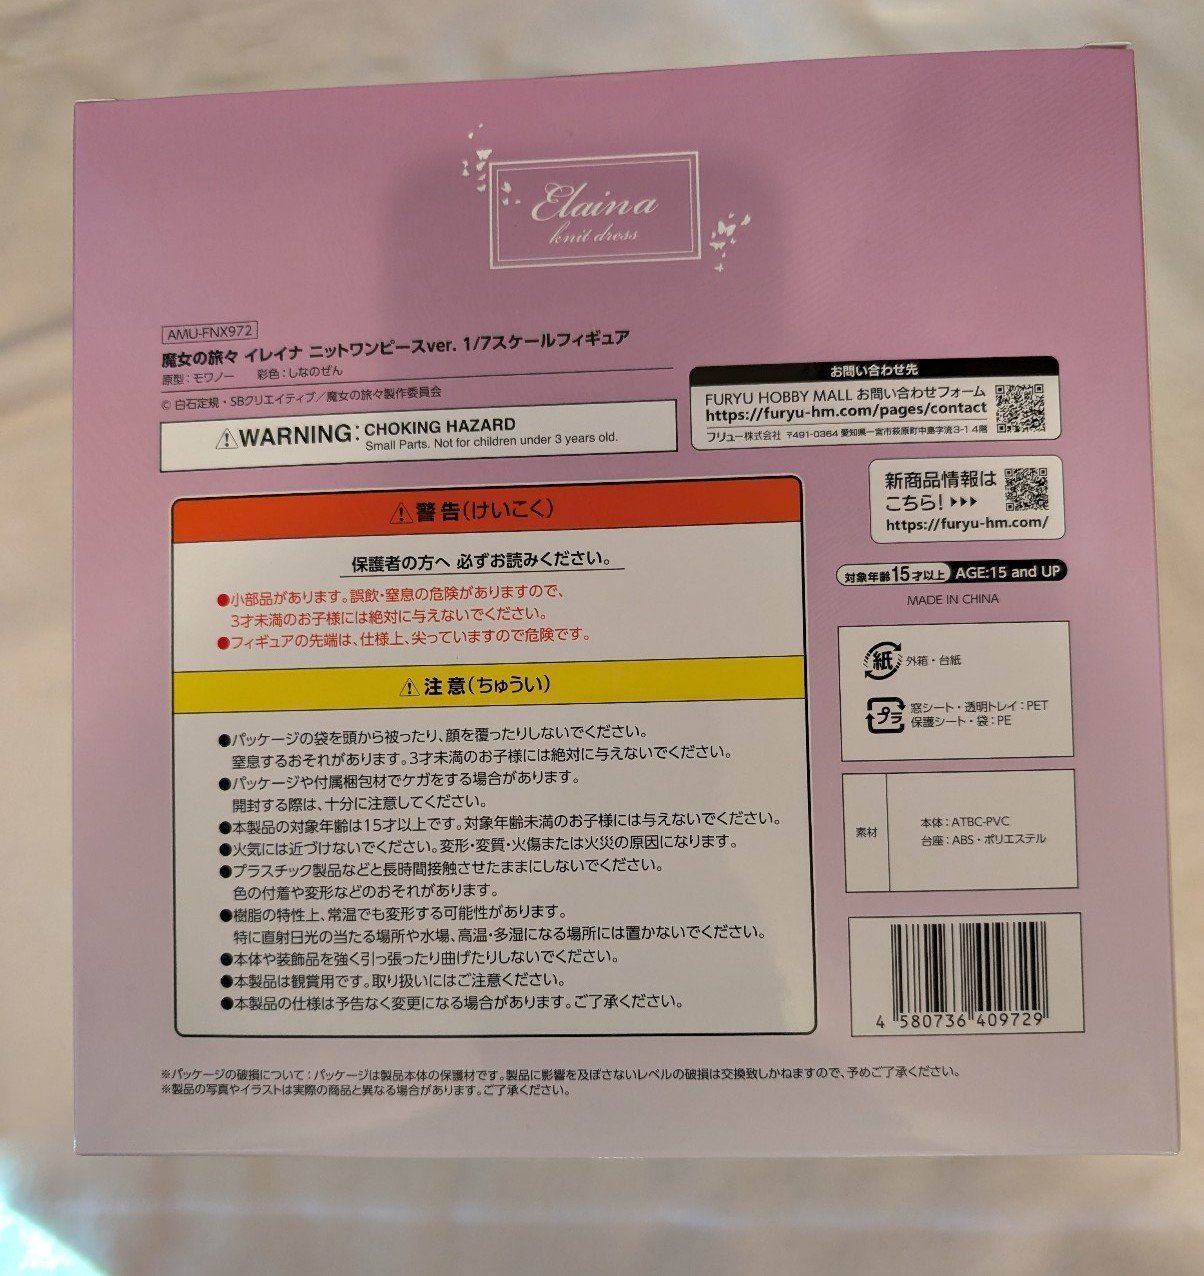 Elaina
knit dress
AMU-FNX972
魔女の旅々 イレイナ ニットワンピースver. 1/7スケールフィギュア
原型：モワノー　彩色：しなのぜん
© 白石定規・SBクリエイティブ／魔女の旅々製作委員会
⚠WARNING: CHOKING HAZARD
Small Parts. Not for children under 3 years old.
お問い合わせ先
FURYU HOBBY MALL お問い合わせフォーム
https://furyu-hm.com/pages/contact
フリュー株式会社 〒491-0364 愛知県一宮市萩原町中島字流3-1 4階
新商品情報は
こちら!▸▸▸
https://furyu-hm.com/
対象年齢15才以上 AGE:15 and UP
MADE IN CHINA
⚠警告(けいこく)
保護者の方へ 必ずお読みください。
●小部品があります。誤飲・窒息の危険がありますので、
3才未満のお子様には絶対に与えないでください。
●フィギュアの先端は、仕様上、尖っていますので危険です。
⚠注意(ちゅうい)
●パッケージの袋を頭から被ったり、顔を覆ったりしないでください。
窒息するおそれがあります。3才未満のお子様には絶対に与えないでください。
●パッケージや付属梱包材でケガをする場合があります。
開封する際は、十分に注意してください。
●本製品の対象年齢は15才以上です。対象年齢未満のお子様には与えないでください。
●火気には近づけないでください。変形・変質・火傷または火災の原因になります。
●プラスチック製品などと長時間接触させたままにしないでください。
色の付着や変形などのおそれがあります。
●樹脂の特性上、常温でも変形する可能性があります。
特に直射日光の当たる場所や水場、高温・多湿になる場所には置かないでください。
●本体や装飾品を強く引っ張ったり曲げたりしないでください。
●本製品は観賞用です。取り扱いにはご注意ください。
●本製品の仕様は予告なく変更になる場合があります。ご了承ください。
紙 外箱・台紙
プラ 窓シート・透明トレイ：PET
保護シート・袋：PE
素材
本体：ATBC-PVC
台座：ABS・ポリエステル
4 580736 409729
※パッケージの破損について：パッケージは製品本体の保護材です。製品に影響を及ぼさないレベルの破損は交換致しかねますので、予めご了承ください。
※製品の写真やイラストは実際の商品と異なる場合があります。ご了承ください。